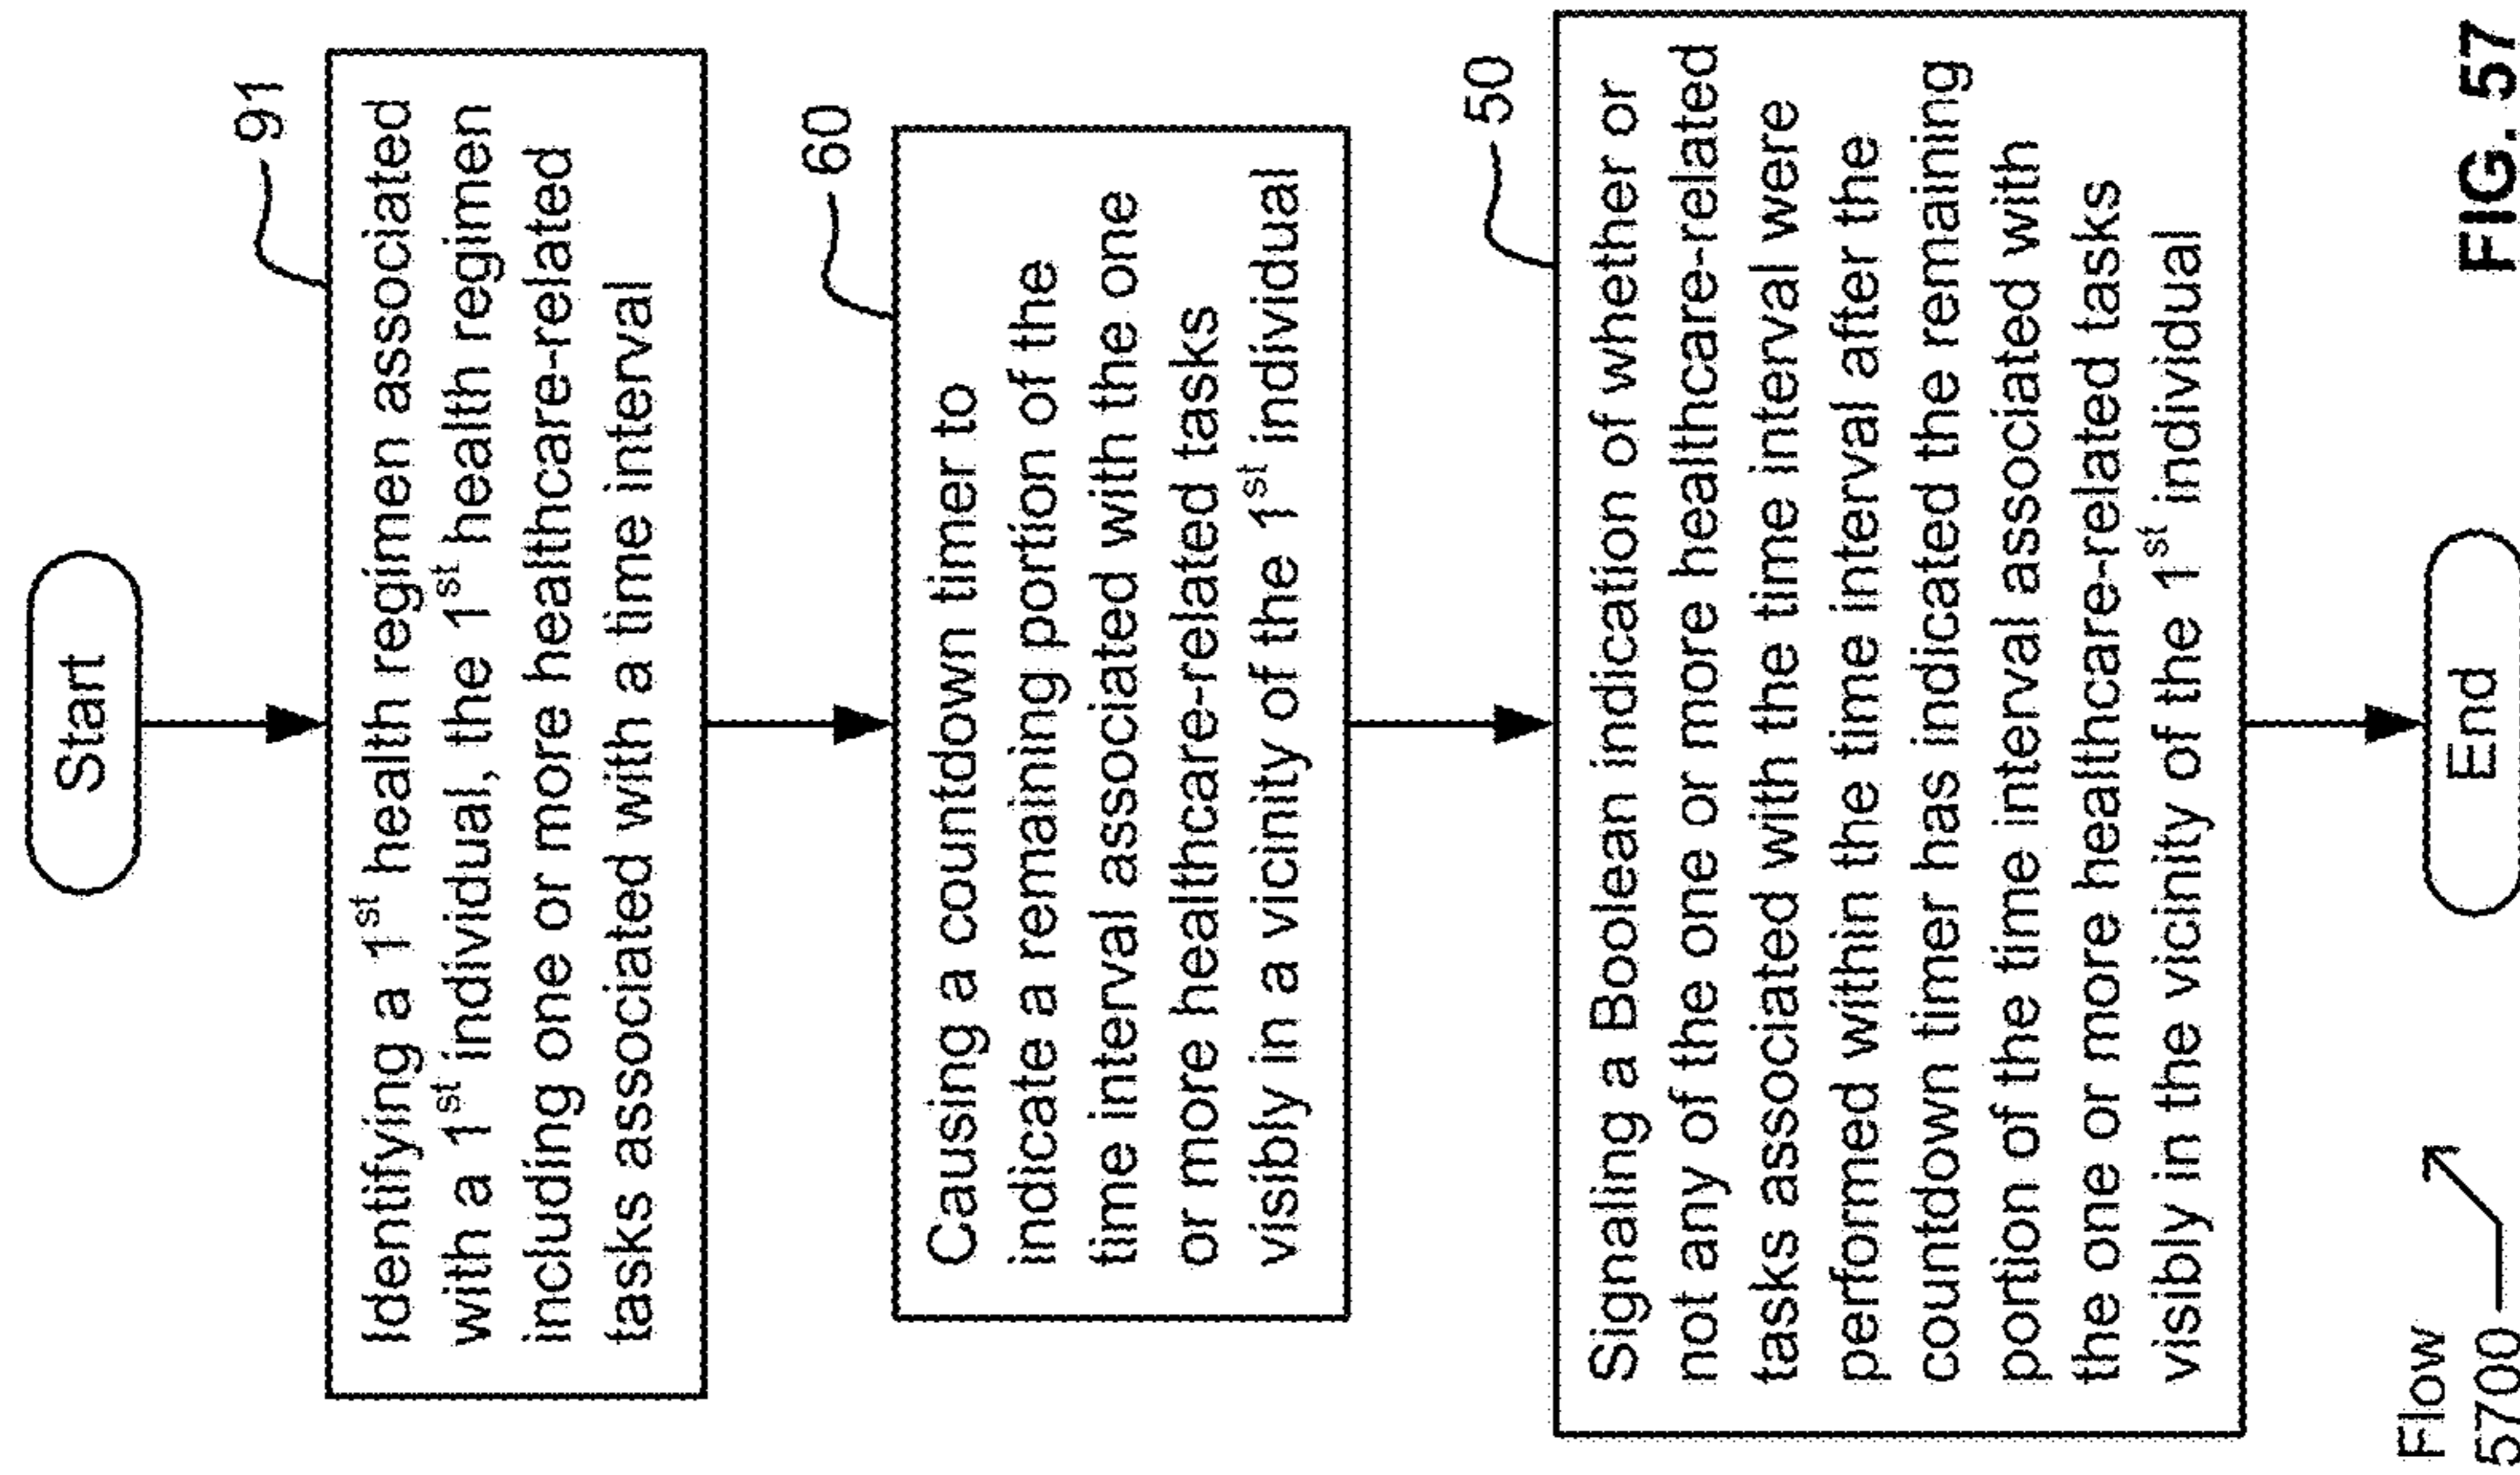 Start
91
Identifying a 1st health regimen associated
with a 1st individual, the 1st health regimen
including one or more healthcare-related
tasks associated with a time interval
60
Causing a countdown timer to
indicate a remaining portion of the
time interval associated with the one
or more healthcare-related tasks
visibly in a vicinity of the 1st individual
50
Signaling a Boolean indication of whether or
not any of the one or more healthcare-related
tasks associated with the time interval were
performed within the time interval after the
countdown timer has indicated the remaining
portion of the time interval associated with
the one or more healthcare-related tasks
visibly in the vicinity of the 1st individual
End
Flow
5700
FIG. 57